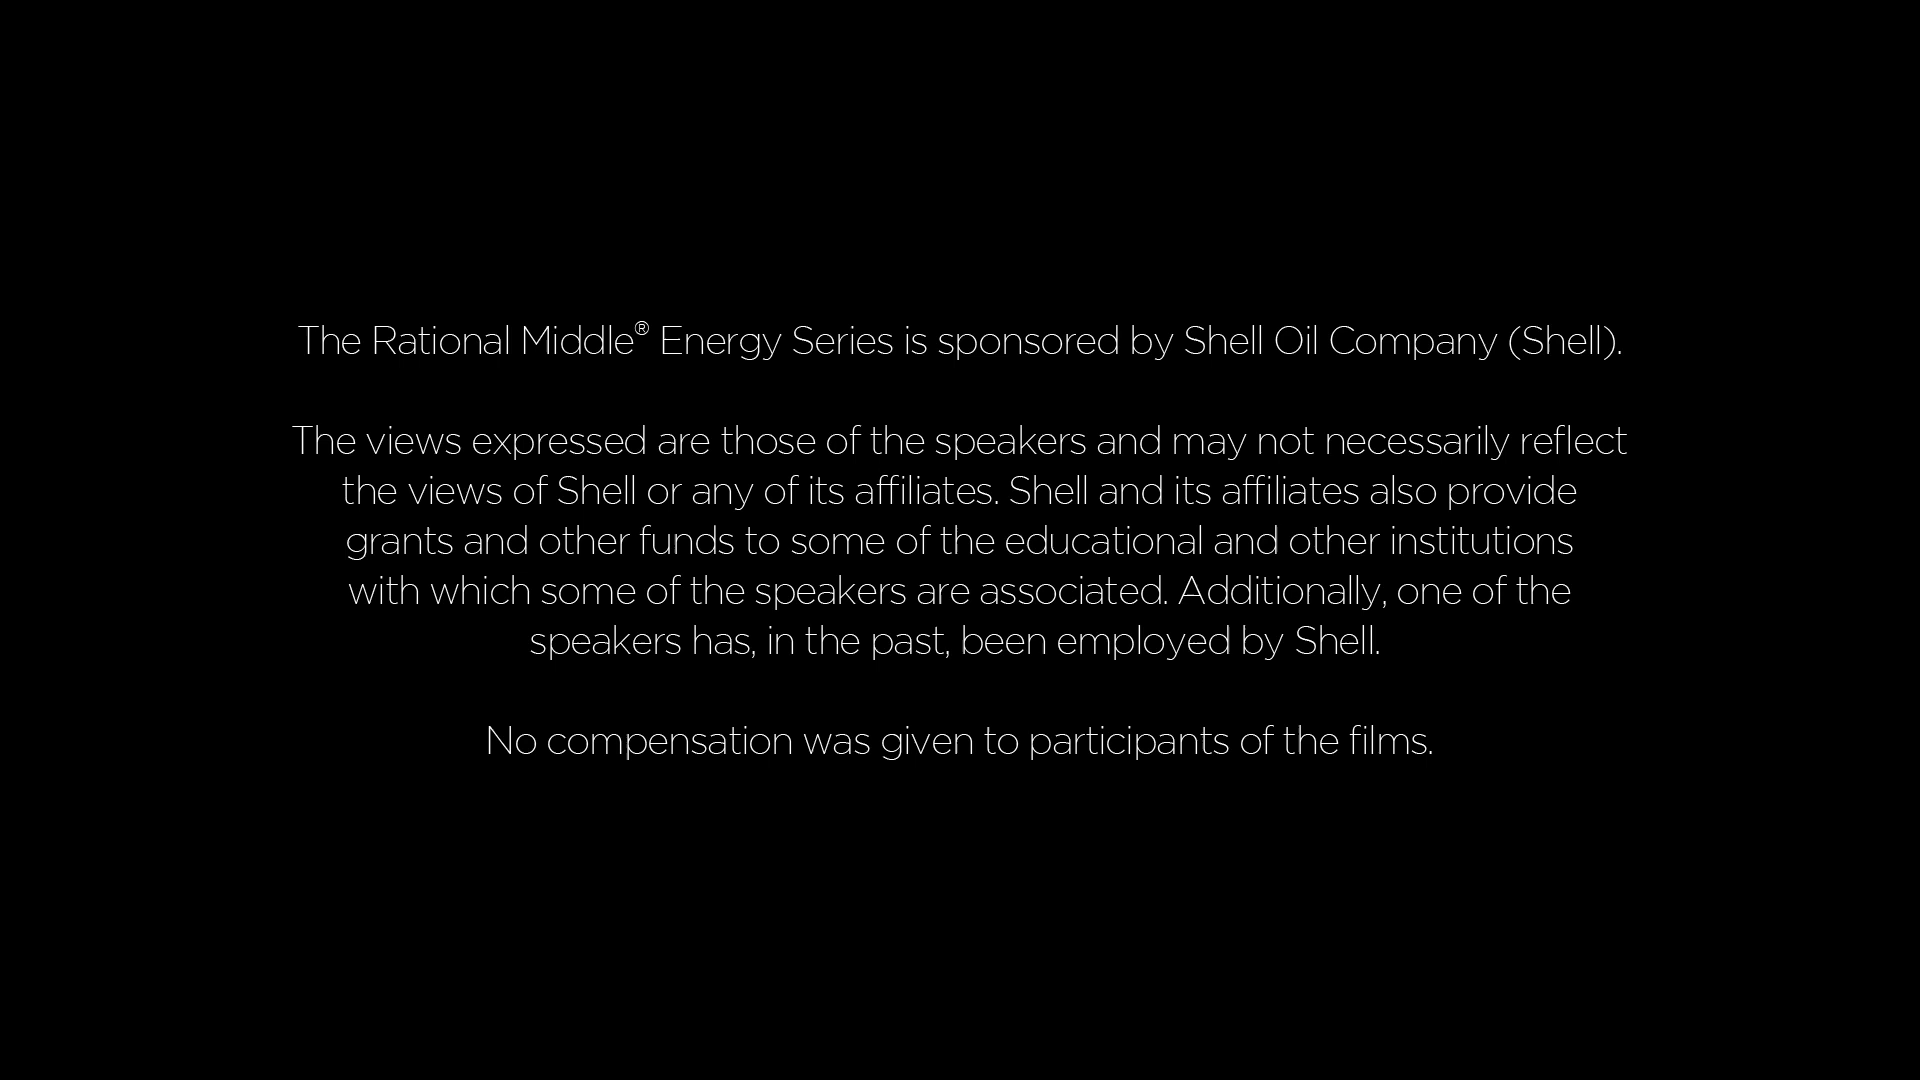 The Rational Middle® Energy Series is sponsored by Shell Oil Company (Shell).
The views expressed are those of the speakers and may not necessarily reflect
the views of Shell or any of its affiliates. Shell and its affiliates also provide
grants and other funds to some of the educational and other institutions
with which some of the speakers are associated. Additionally, one of the
speakers has, in the past, been employed by Shell.
No compensation was given to participants of the films.